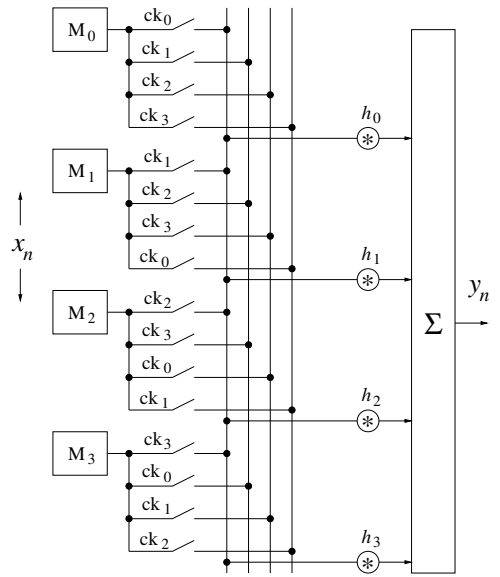 ck₀
M₀
ck₁
ck₂
ck₃
h₀
ck₁
M₁
ck₂
ck₃
ck₀
xₙ
h₁
yₙ
ck₂
M₂
ck₃
Σ
ck₀
ck₁
h₂
ck₃
M₃
ck₀
ck₁
ck₂
h₃
*
*
*
*